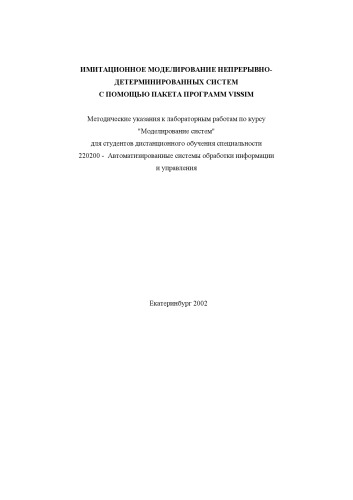 ИМИТАЦИОННОЕ МОДЕЛИРОВАНИЕ НЕПРЕРЫВНО-
ДЕТЕРМИНИРОВАННЫХ СИСТЕМ
С ПОМОЩЬЮ ПАКЕТА ПРОГРАММ VISSIM
Методические указания к лабораторным работам по курсу
"Моделирование систем"
для студентов дистанционного обучения специальности
220200 - Автоматизированные системы обработки информации
и управления
Екатеринбург 2002